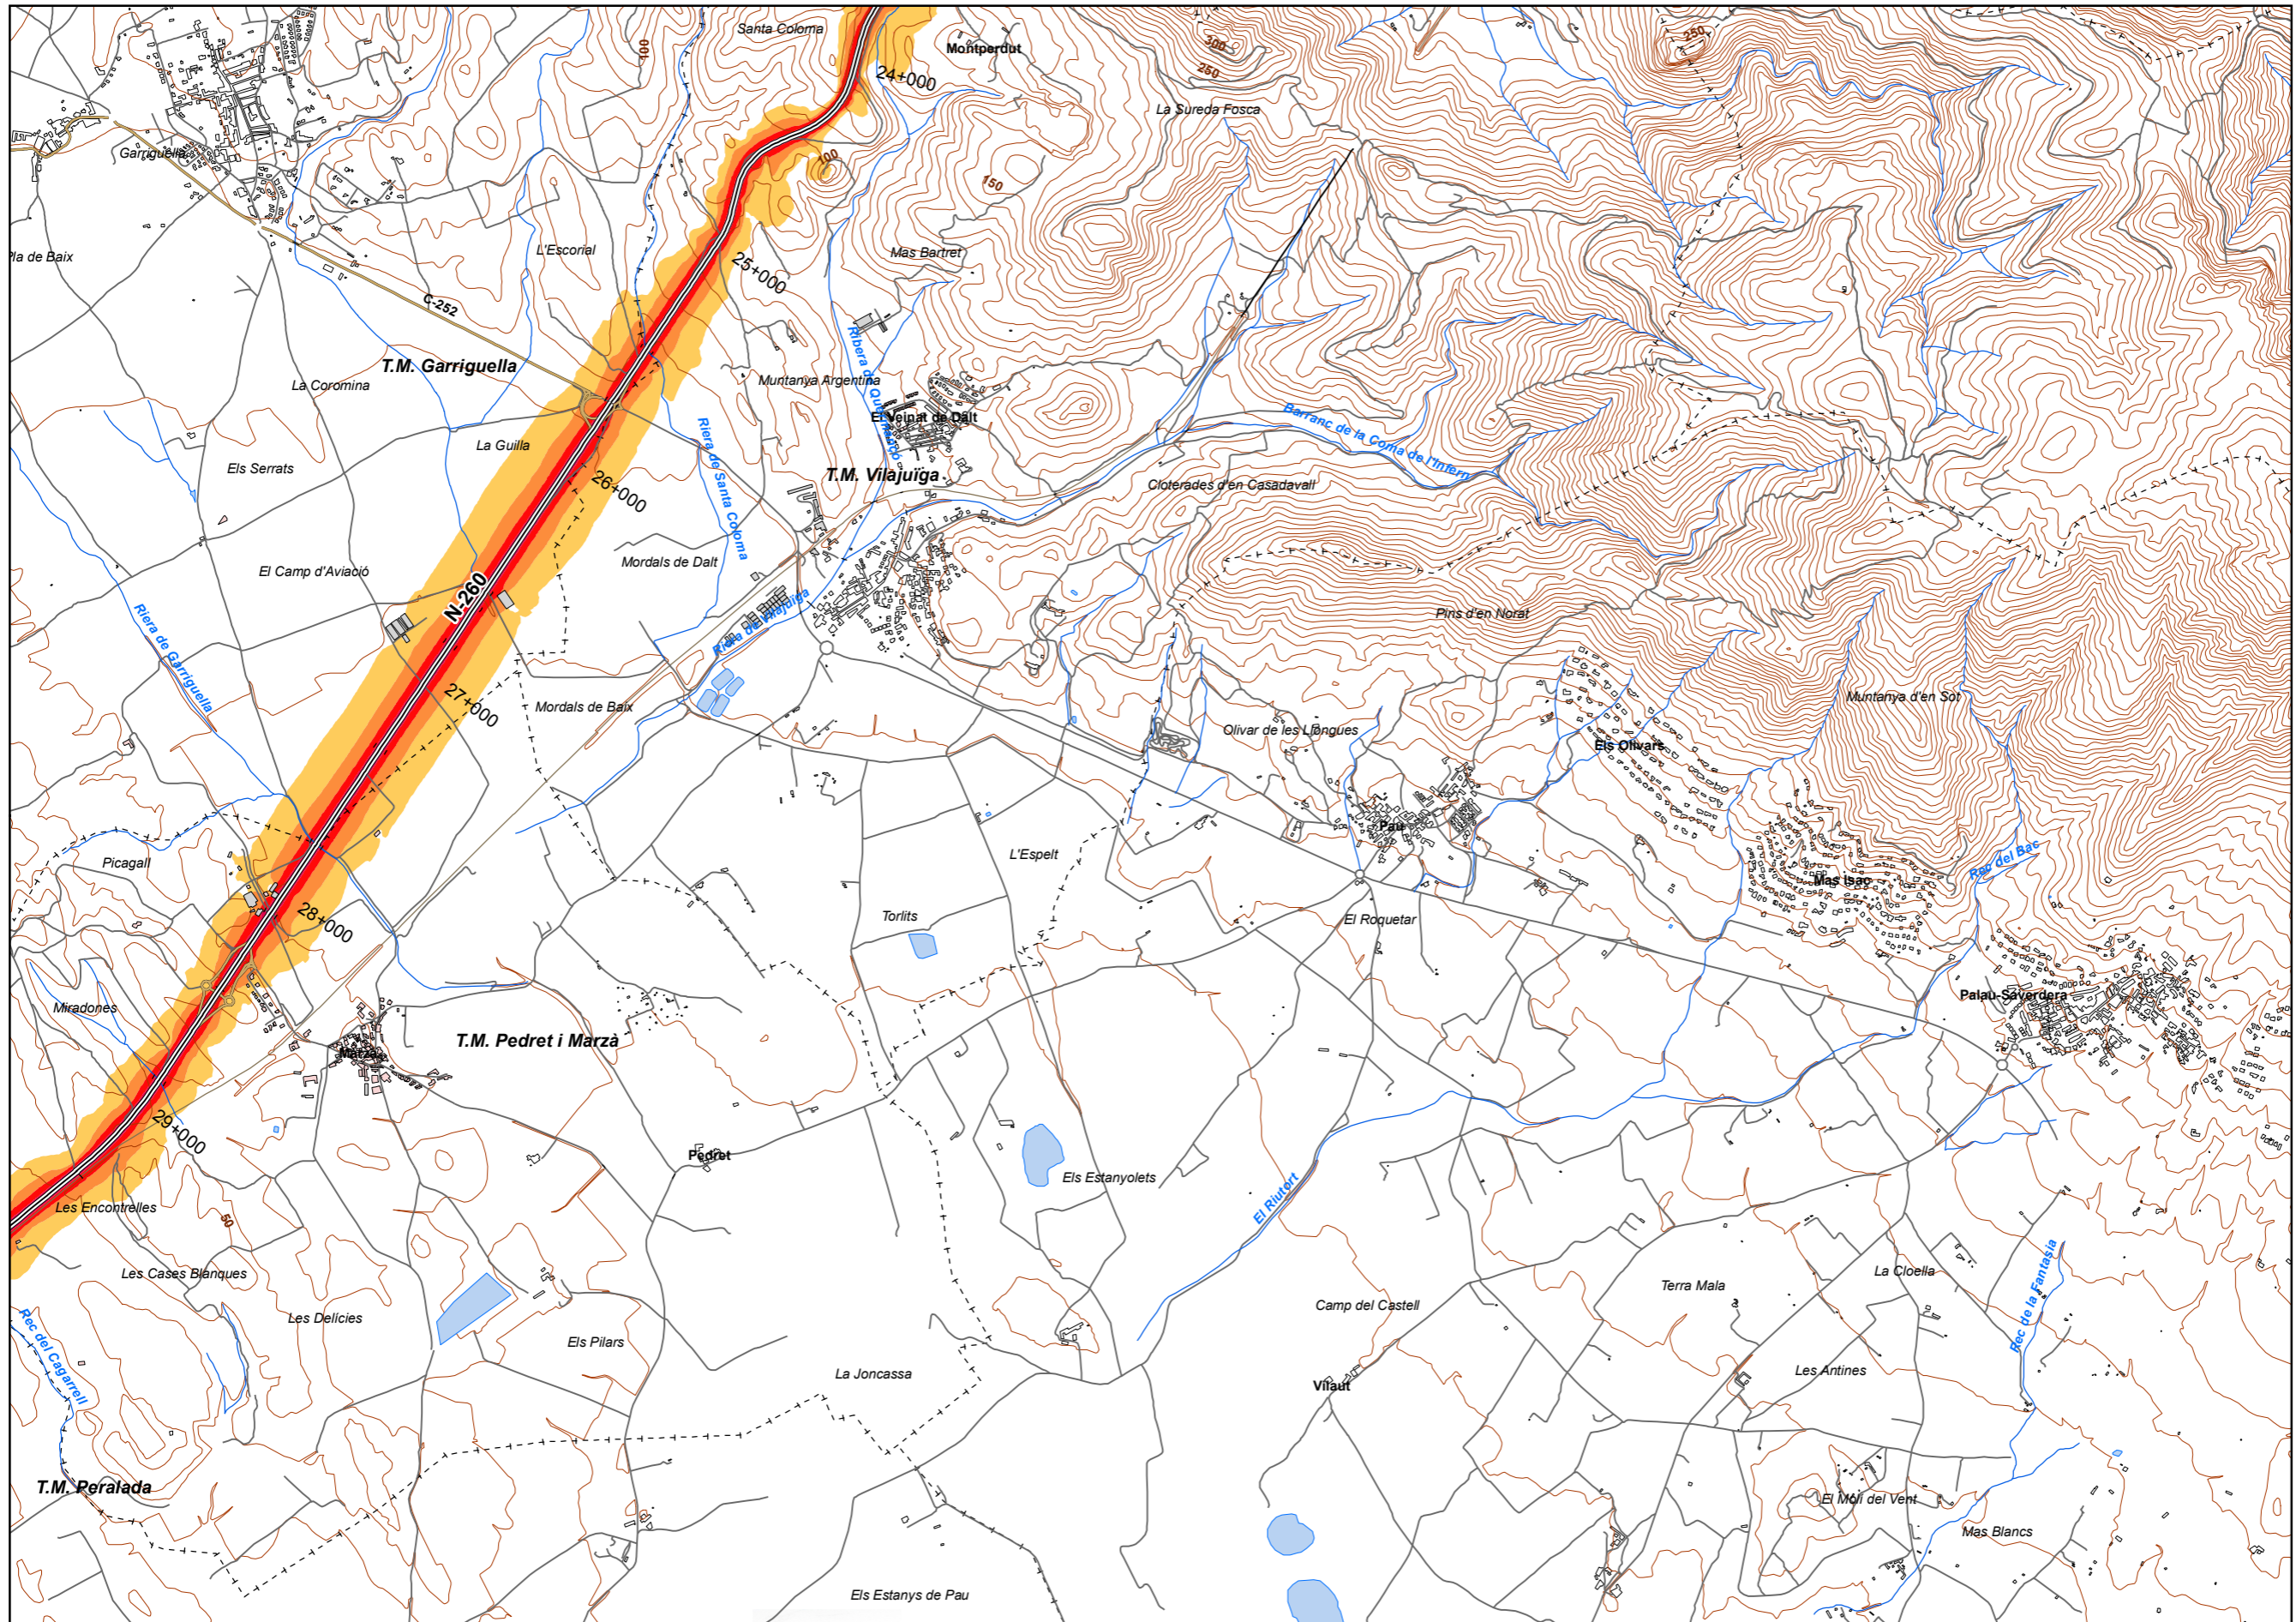 Santa Coloma
Montperdut
300
250
250
100
24+000
La Sureda Fosca
Garriguella
100
150
Pla de Baix
L'Escorial
Mas Bartret
25+000
C-252
T.M. Garriguella
La Coromina
Muntanya Argentina
Ribera de Quermançó
El Veïnat de Dalt
Barranc de la Coma de l'Infern
La Guilla
Riera de Santa Coloma
Els Serrats
T.M. Vilajuïga
26+000
Cloterades d'en Casadavall
El Camp d'Aviació
Mordals de Dalt
N-260
Riera de Vilajuïga
Pins d'en Norat
Riera de Garriguella
27+000
Mordals de Baix
Muntanya d'en Sot
Olivar de les Llongues
Els Olivars
Pau
L'Espelt
Picagall
Rec del Bac
Mas Isac
28+000
Torlits
El Roquetar
Miradones
Palau-Saverdera
T.M. Pedret i Marzà
Marzà
29+000
Pedret
Els Estanyolets
El Riutort
Les Encontrelles
50
Les Cases Blanques
La Cloella
Terra Mala
Rec de la Fantasia
Les Delícies
Camp del Castell
Els Pilars
Rec del Cagarrell
La Joncassa
Les Antines
Vilaut
T.M. Peralada
El Molí del Vent
Mas Blancs
Els Estanys de Pau